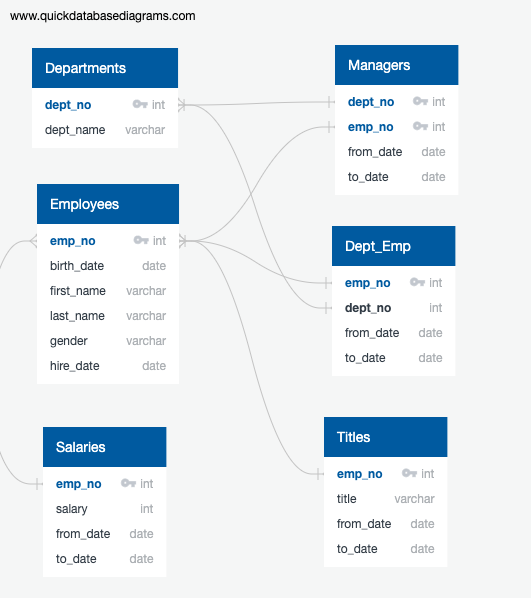 www.quickdatabasediagrams.com
Departments
dept_no int
dept_name varchar
Managers
dept_no int
emp_no int
from_date date
to_date date
Employees
emp_no int
birth_date date
first_name varchar
last_name varchar
gender varchar
hire_date date
Dept_Emp
emp_no int
dept_no int
from_date date
to_date date
Salaries
emp_no int
salary int
from_date date
to_date date
Titles
emp_no int
title varchar
from_date date
to_date date